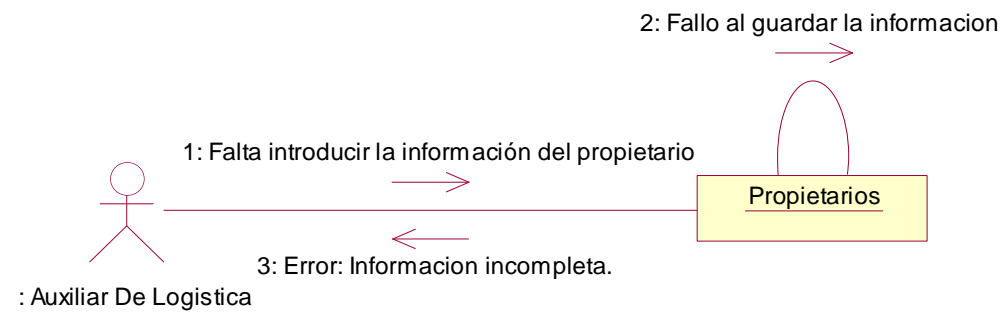 2: Fallo al guardar la informacion
1: Falta introducir la información del propietario
Propietarios
3: Error: Informacion incompleta.
: Auxiliar De Logistica